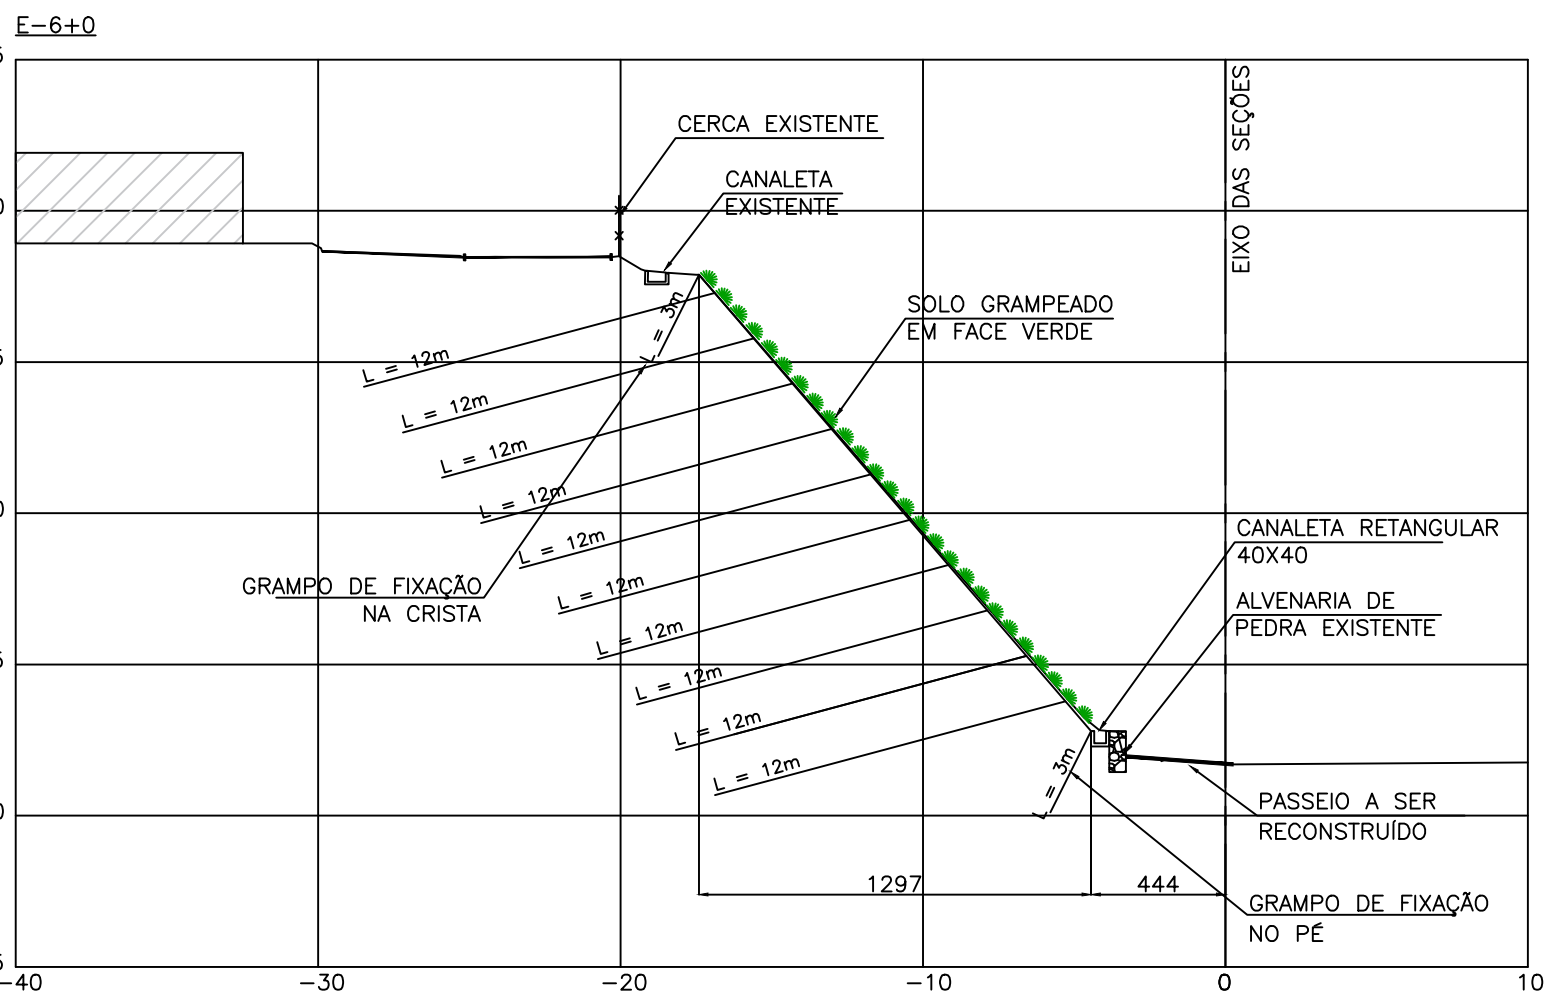 E-6+0
EIXO DAS SEÇÕES
CERCA EXISTENTE
CANALETA
EXISTENTE
SOLO GRAMPEADO
EM FACE VERDE
L = 3m
L = 12m
L = 12m
L = 12m
L = 12m
L = 12m
L = 12m
L = 12m
L = 12m
L = 12m
L = 12m
GRAMPO DE FIXAÇÃO
NA CRISTA
CANALETA RETANGULAR
40X40
ALVENARIA DE
PEDRA EXISTENTE
L = 3m
PASSEIO A SER
RECONSTRUÍDO
1297
444
GRAMPO DE FIXAÇÃO
NO PÉ
-40
-30
-20
-10
0
10